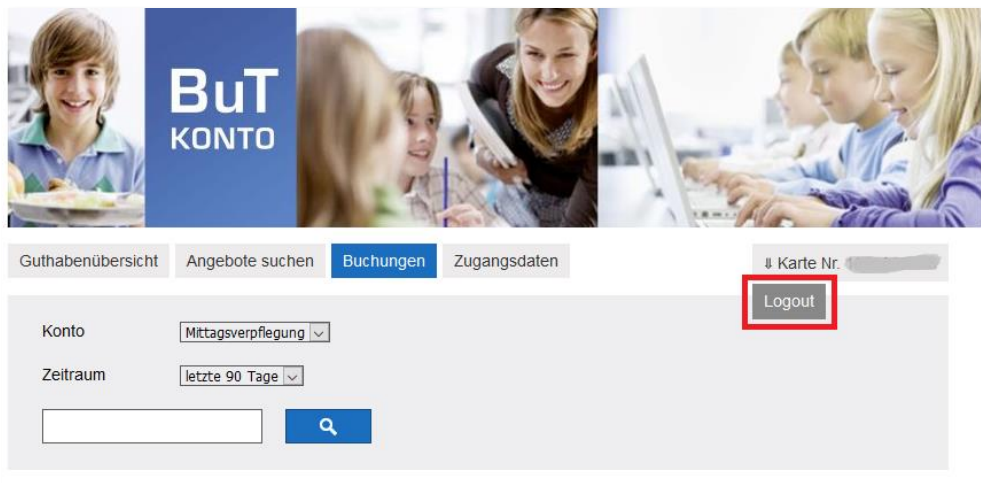 BuT
KONTO
Guthabenübersicht Angebote suchen Buchungen Zugangsdaten ⇓ Karte Nr.
Logout
Konto Mittagsverpflegung
Zeitraum letzte 90 Tage